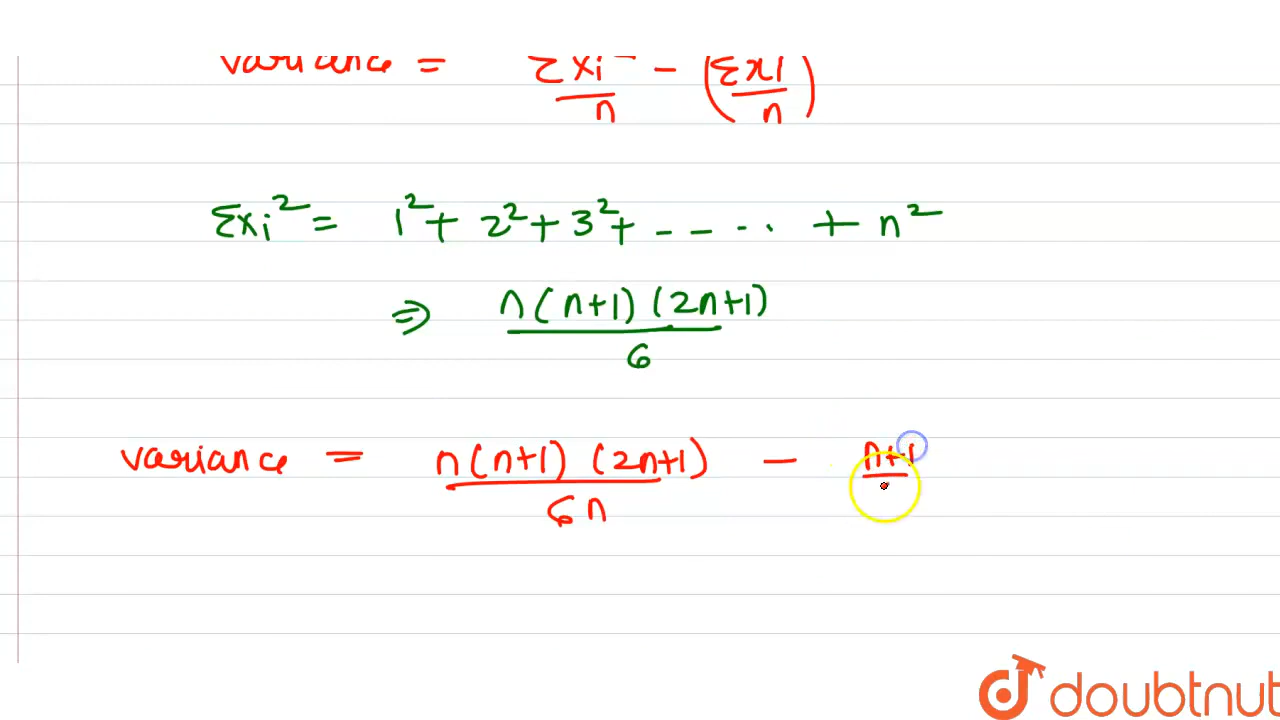 variance = Σxi²/n - (Σxi/n)
Σxi² = 1² + 2² + 3² + - - - . . + n²
⇒ n(n+1)(2n+1)/6
variance = n(n+1)(2n+1)/6n - n+1/
doubtnut